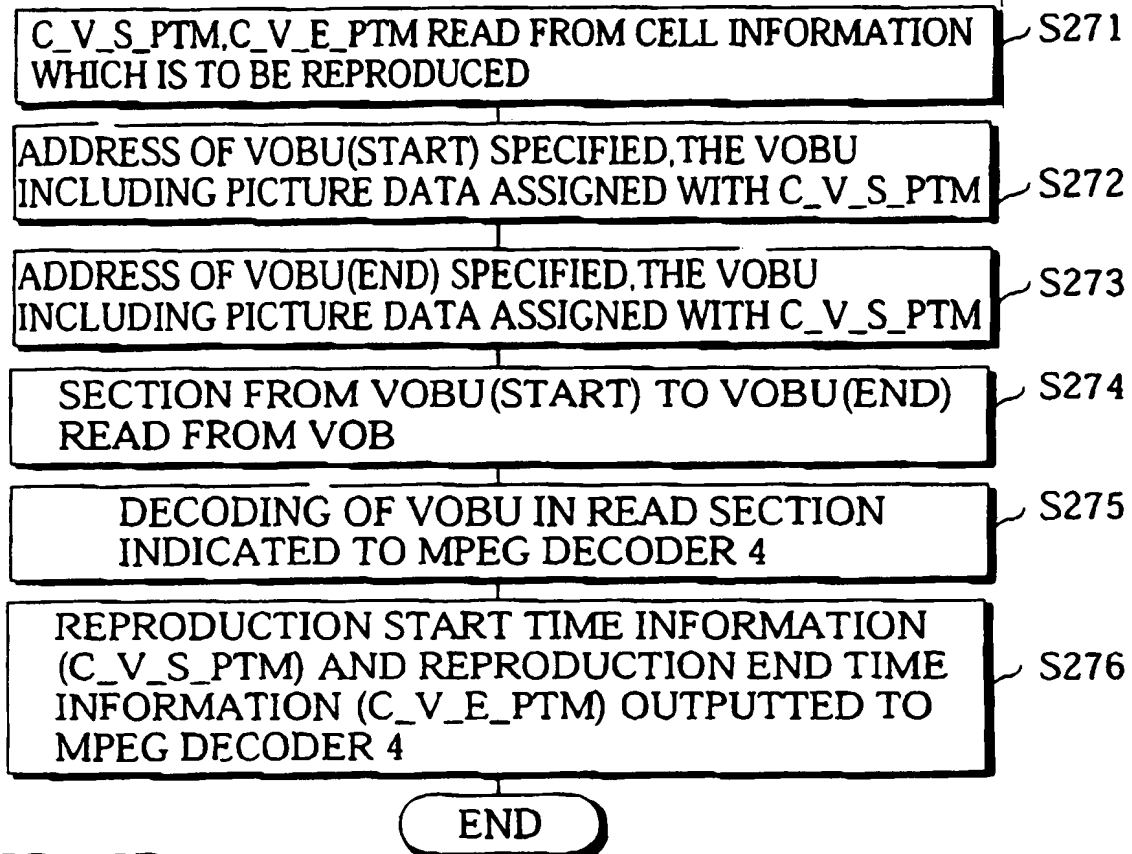 C_V_S_PTM,C_V_E_PTM READ FROM CELL INFORMATION
WHICH IS TO BE REPRODUCED
S271
ADDRESS OF VOBU(START) SPECIFIED,THE VOBU
INCLUDING PICTURE DATA ASSIGNED WITH C_V_S_PTM
S272
ADDRESS OF VOBU(END) SPECIFIED,THE VOBU
INCLUDING PICTURE DATA ASSIGNED WITH C_V_S_PTM
S273
SECTION FROM VOBU(START) TO VOBU(END)
READ FROM VOB
S274
DECODING OF VOBU IN READ SECTION
INDICATED TO MPEG DECODER 4
S275
REPRODUCTION START TIME INFORMATION
(C_V_S_PTM) AND REPRODUCTION END TIME
INFORMATION (C_V_E_PTM) OUTPUTTED TO
MPEG DECODER 4
S276
END